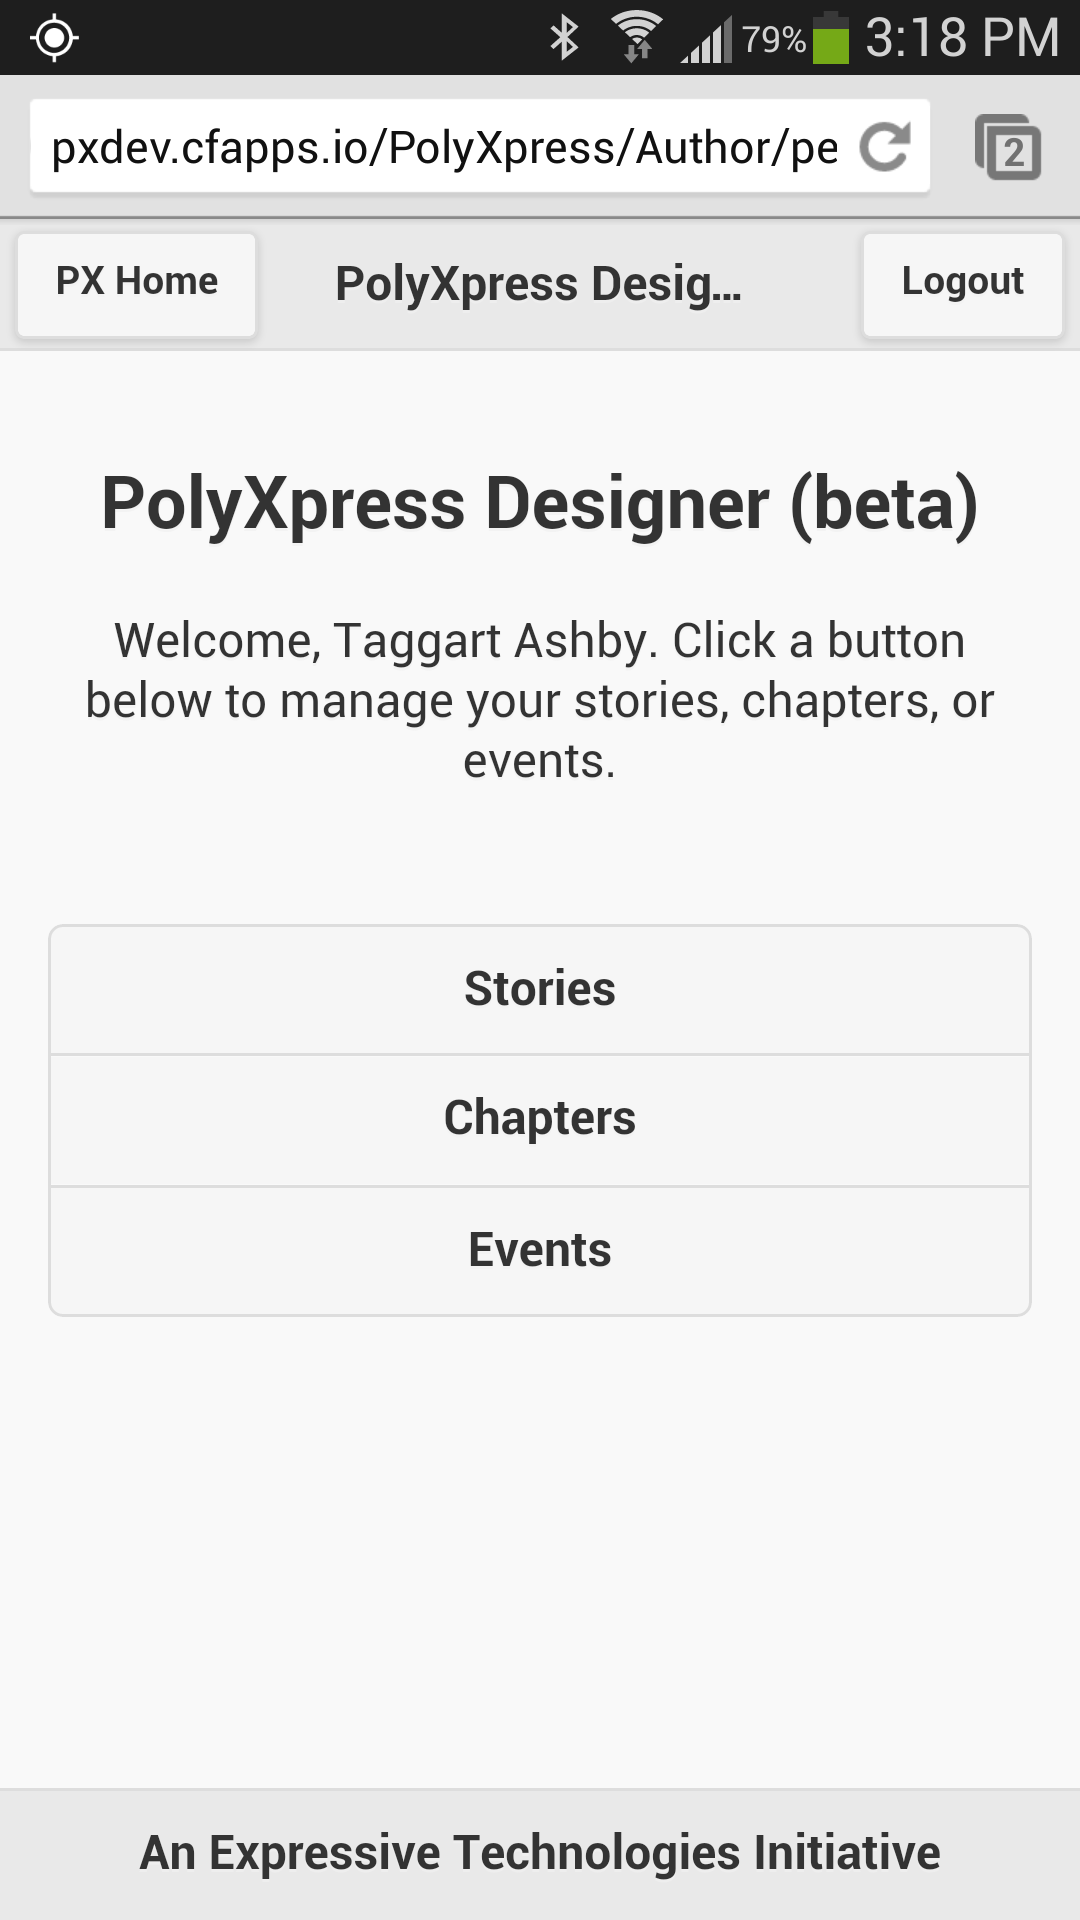 79% 3:18 PM
pxdev.cfapps.io/PolyXpress/Author/pe
2
PX Home PolyXpress Desig... Logout
PolyXpress Designer (beta)
Welcome, Taggart Ashby. Click a button
below to manage your stories, chapters, or
events.
Stories
Chapters
Events
An Expressive Technologies Initiative